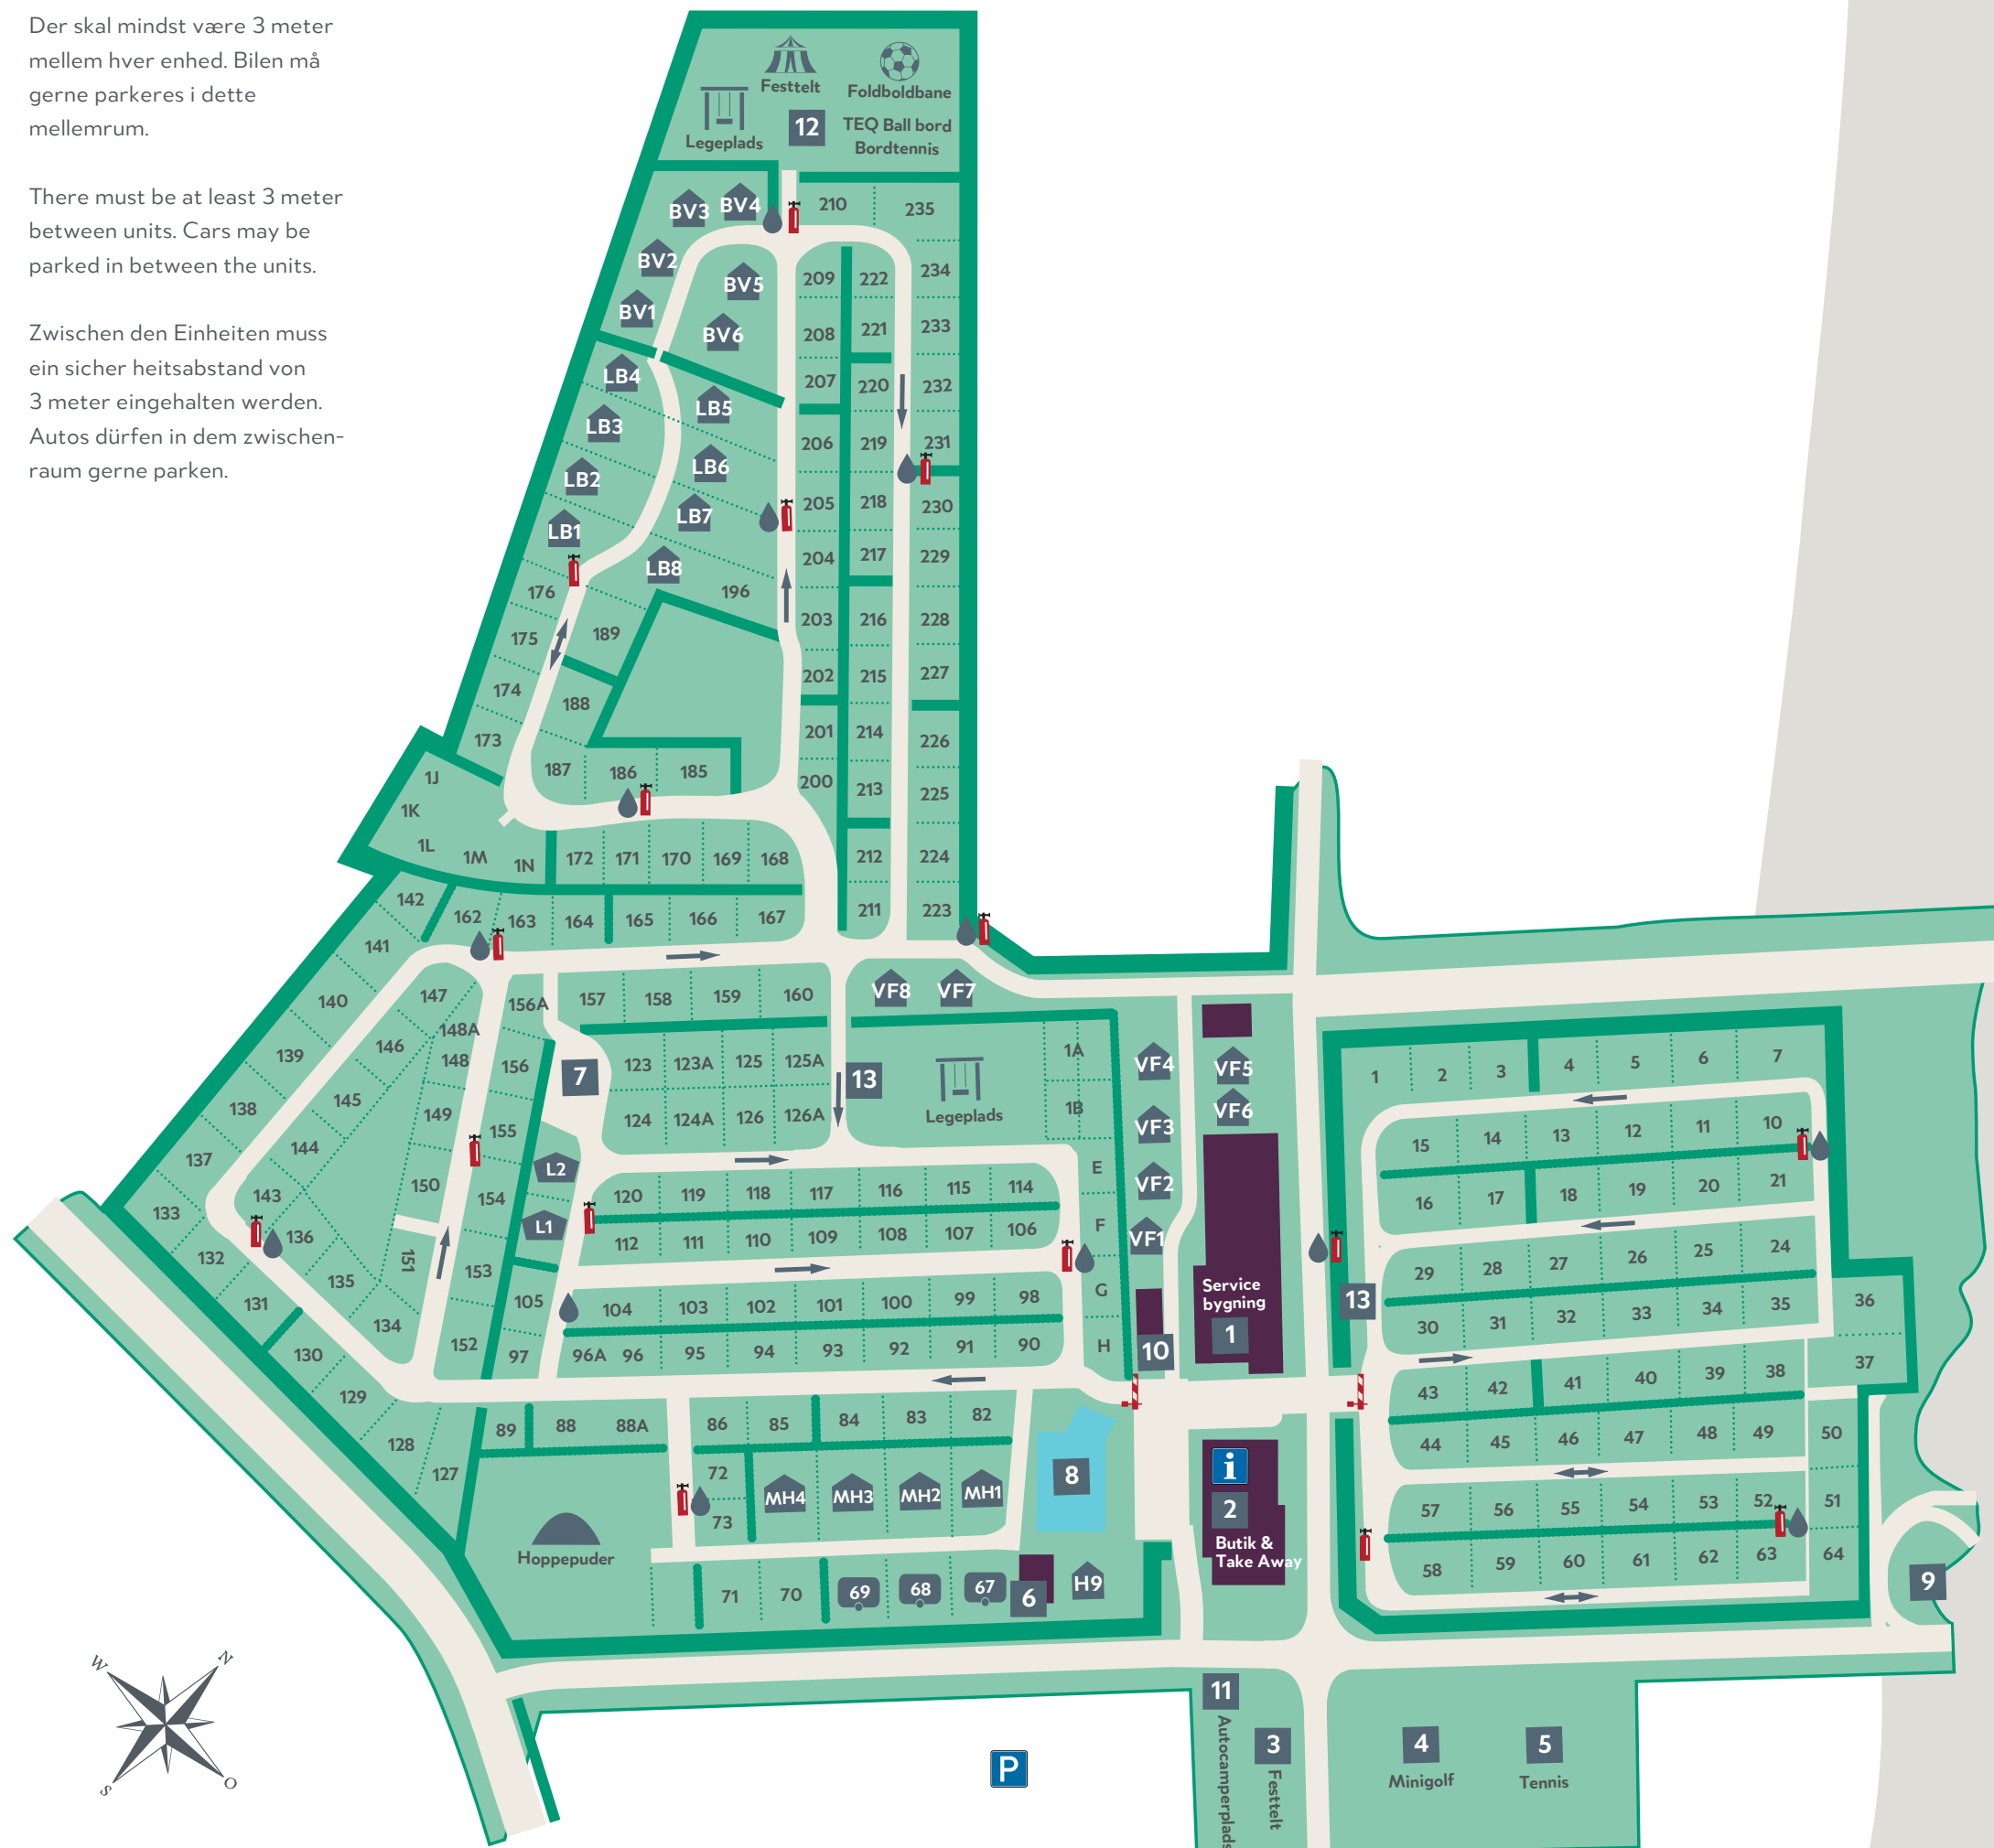 Der skal mindst være 3 meter
mellem hver enhed. Bilen må
gerne parkeres i dette
mellemrum.
There must be at least 3 meter
between units. Cars may be
parked in between the units.
Zwischen den Einheiten muss
ein sicher heitsabstand von
3 meter eingehalten werden.
Autos dürfen in dem zwischen-
raum gerne parken.
Festtelt
Foldboldbane
12
TEQ Ball bord
Legeplads
Bordtennis
BV3 BV4 210 235
BV2
BV5 209 222 234
BV1
BV6 208 221 233
LB4 207 220 232
LB5
LB3 206 219 231
LB6
LB2
LB7 205 218 230
LB1
LB8 204 217 229
176 196
175 189 203 216 228
174 202 215 227
188
173 201 214 226
1J 187 186 185 200 213 225
1K
1L 1M 1N 172 171 170 169 168 212 224
142 162 163 164 165 166 167 211 223
141
140 147 156A 157 158 159 160 VF8 VF7
148A
139 146 148 156 7 123 123A 125 125A 13 Legeplads 1A VF4 VF5
138 145 149 155 124 124A 126 126A 1B VF3 VF6
137 144 L2 E
133 143 150 154 120 119 118 117 116 115 114 VF2
L1 F VF1
136 112 111 110 109 108 107 106
132 151 153
135 G
131 105 104 103 102 101 100 99 98
134 152 97 96A 96 95 94 93 92 91 90 H 10
130
129
Service
bygning
1
128 89 88 88A 86 85 84 83 82
127 72 MH4 MH3 MH2 MH1 8
73
Hoppepuder
71 70 69 68 67 6 H9
i
2
Butik &
Take Away
1 2 3 4 5 6 7
15 14 13 12 11 10
16 17 18 19 20 21
29 28 27 26 25 24
13
30 31 32 33 34 35 36
37
43 42 41 40 39 38
44 45 46 47 48 49 50
57 56 55 54 53 52 51
58 59 60 61 62 63 64
9
11
Autocamperplads
3
Festtelt
4
Minigolf
5
Tennis
P
W N
S O